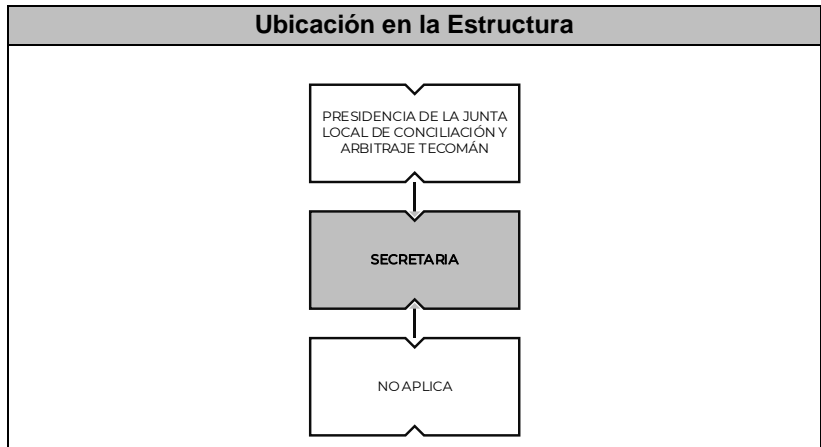 Ubicación en la Estructura
PRESIDENCIA DE LA JUNTA
LOCAL DE CONCILIACIÓN Y
ARBITRAJE TECOMÁN
SECRETARIA
NO APLICA